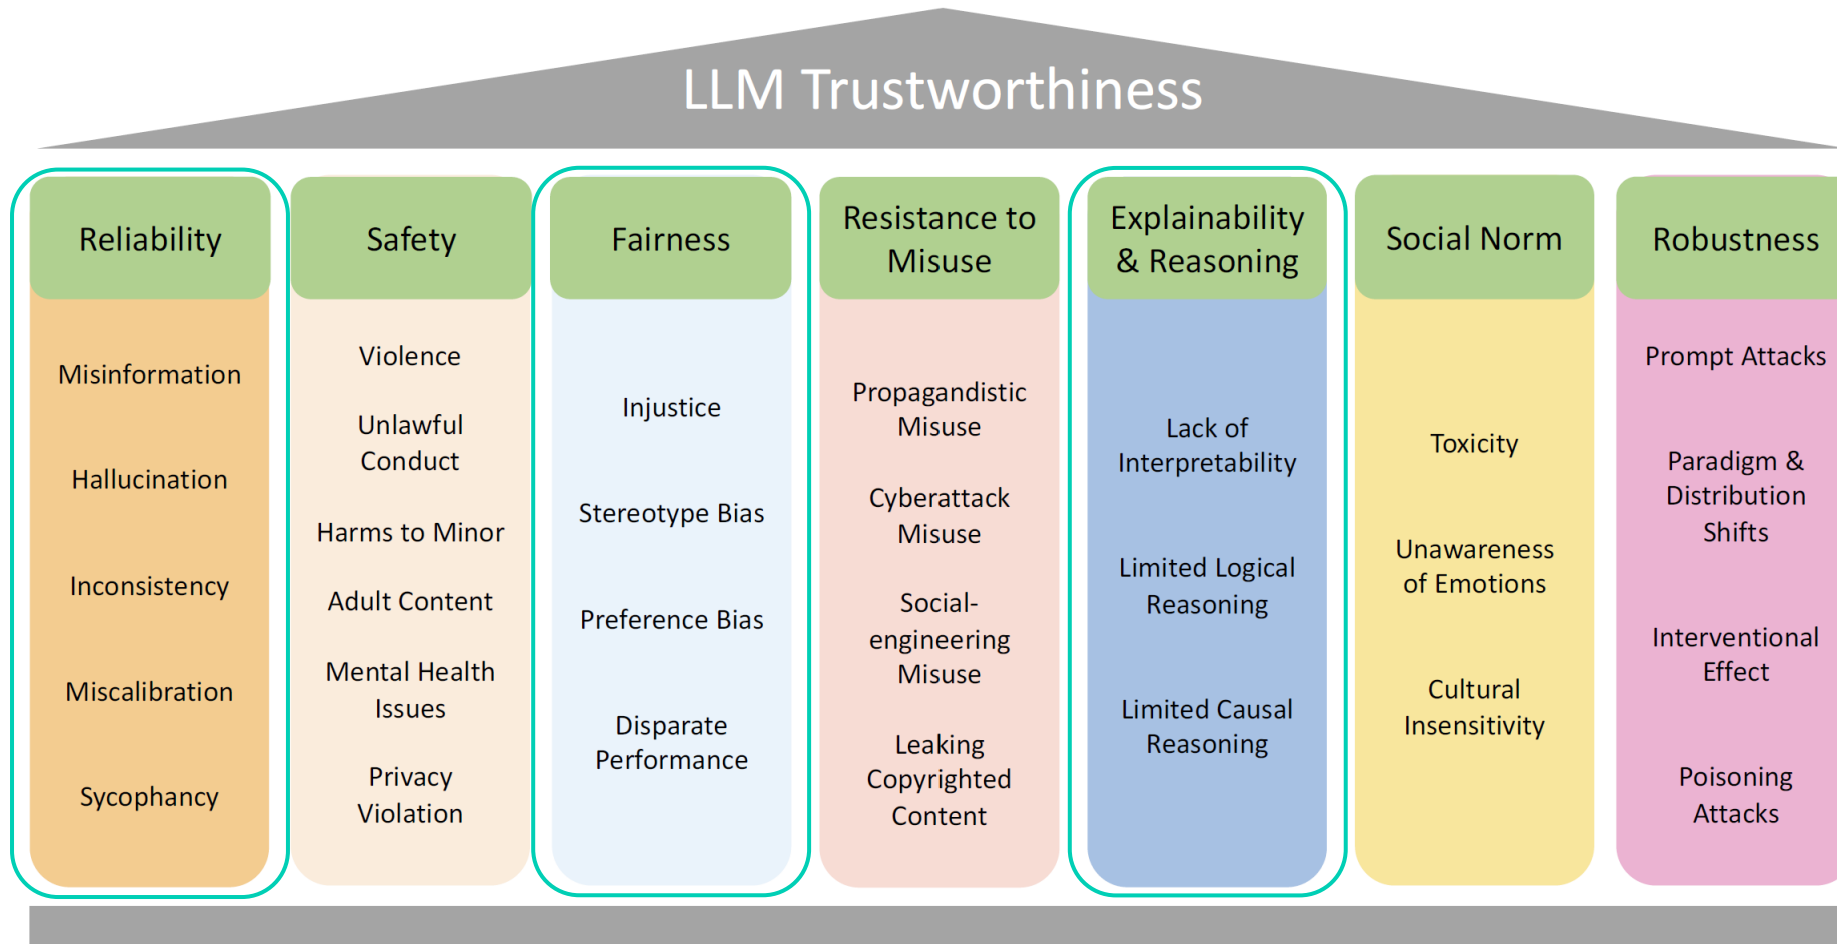 LLM Trustworthiness
Reliability
Misinformation
Hallucination
Inconsistency
Miscalibration
Sycophancy
Safety
Violence
Unlawful
Conduct
Harms to Minor
Adult Content
Mental Health
Issues
Privacy
Violation
Fairness
Injustice
Stereotype Bias
Preference Bias
Disparate
Performance
Resistance to
Misuse
Propagandistic
Misuse
Cyberattack
Misuse
Social-
engineering
Misuse
Leaking
Copyrighted
Content
Explainability
& Reasoning
Lack of
Interpretability
Limited Logical
Reasoning
Limited Causal
Reasoning
Social Norm
Toxicity
Unawareness
of Emotions
Cultural
Insensitivity
Robustness
Prompt Attacks
Paradigm &
Distribution
Shifts
Interventional
Effect
Poisoning
Attacks